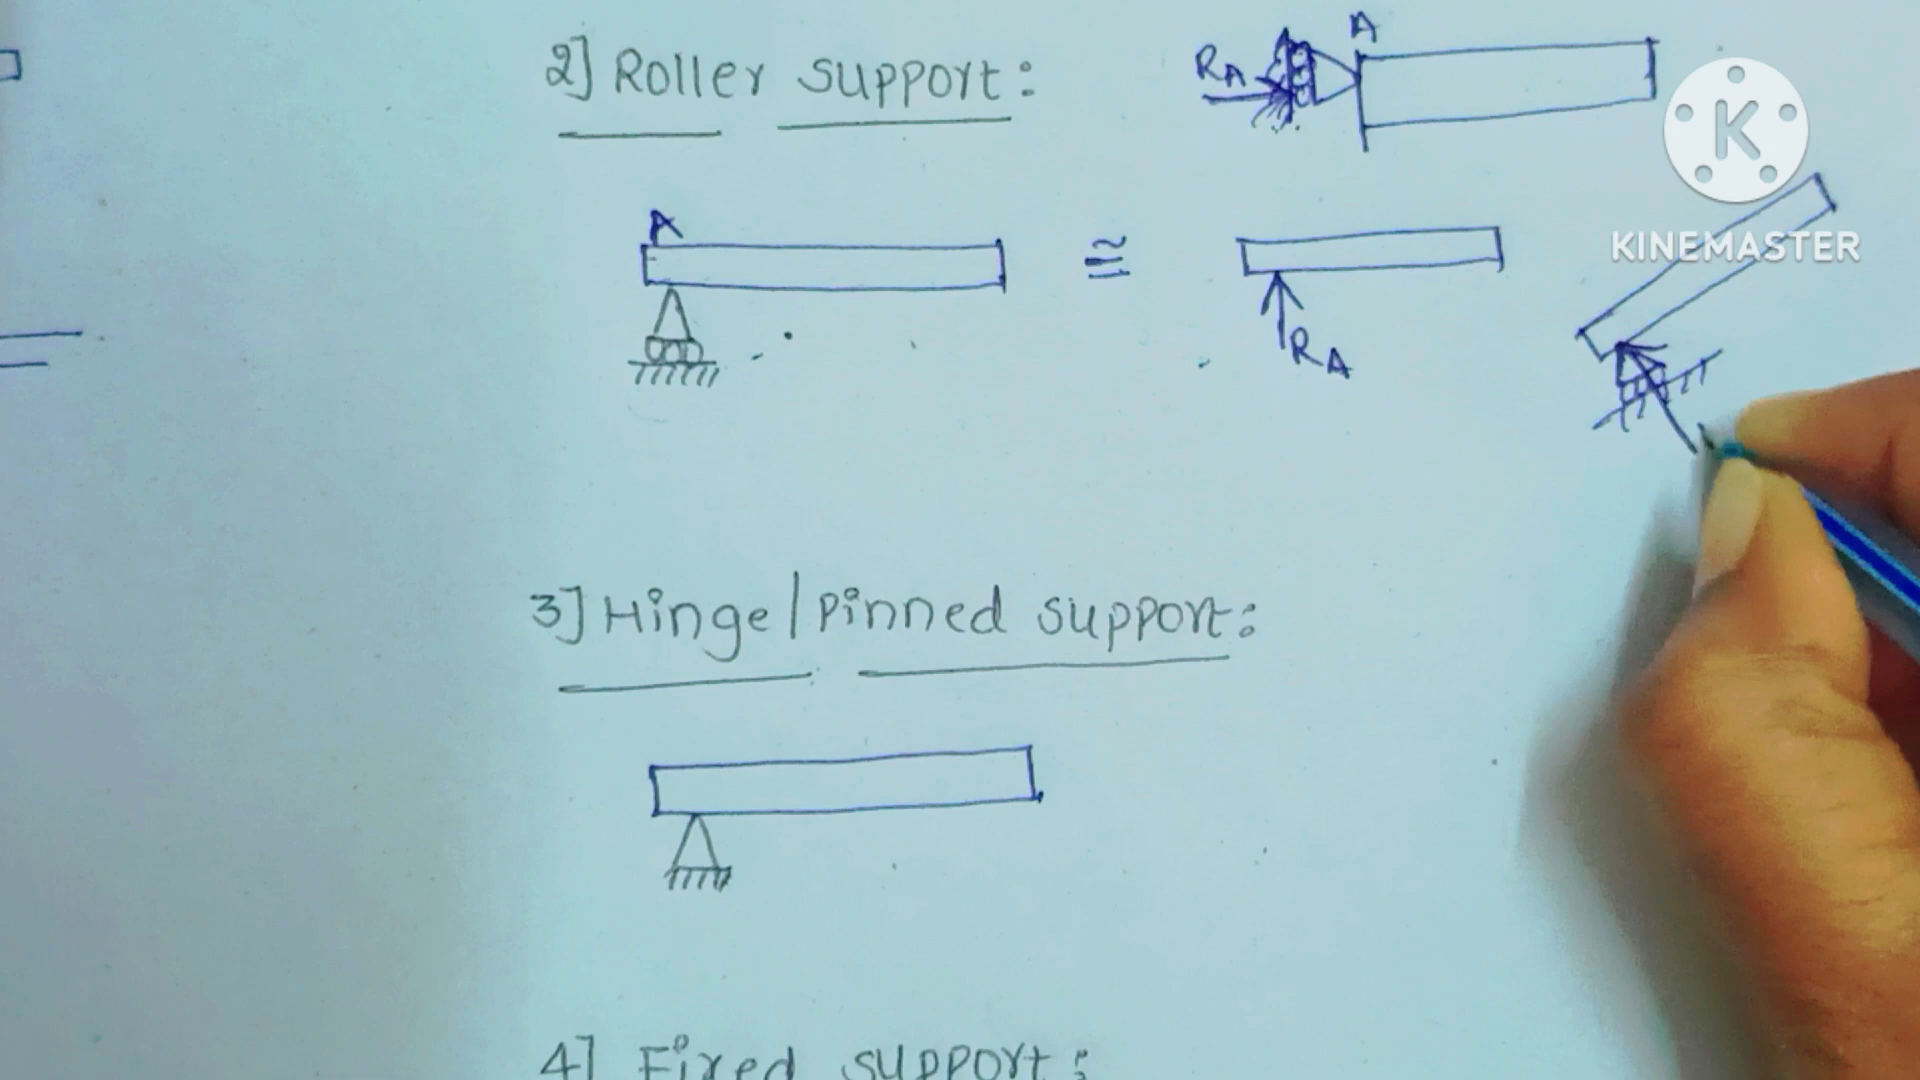 2] Roller support:
A
RA
A
≅
RA
K
KINEMASTER
3] Hinge/pinned support:
4] Fixed support: